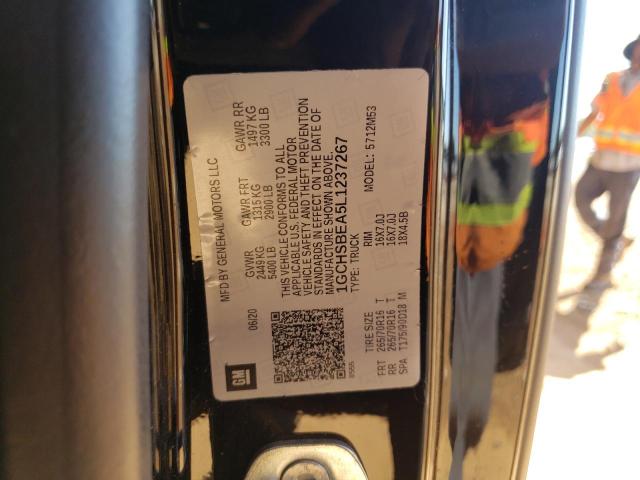 MFD BY GENERAL MOTORS LLC
06/20
GVWR GAWR FRT GAWR RR
2449 KG 1315 KG 1497 KG
5400 LB 2900 LB 3300 LB
THIS VEHICLE CONFORMS TO ALL
APPLICABLE U.S. FEDERAL MOTOR
VEHICLE SAFETY AND THEFT PREVENTION
STANDARDS IN EFFECT ON THE DATE OF
MANUFACTURE SHOWN ABOVE.
1GCHSBEA5L1237267
TYPE: TRUCK MODEL: 5712M53
TIRE SIZE RIM
FRT 265/70R16 T 16X7.0J
RR 265/70R16 T 16X7.0J
SPA T175/90D18 M 18X4.5B
GM